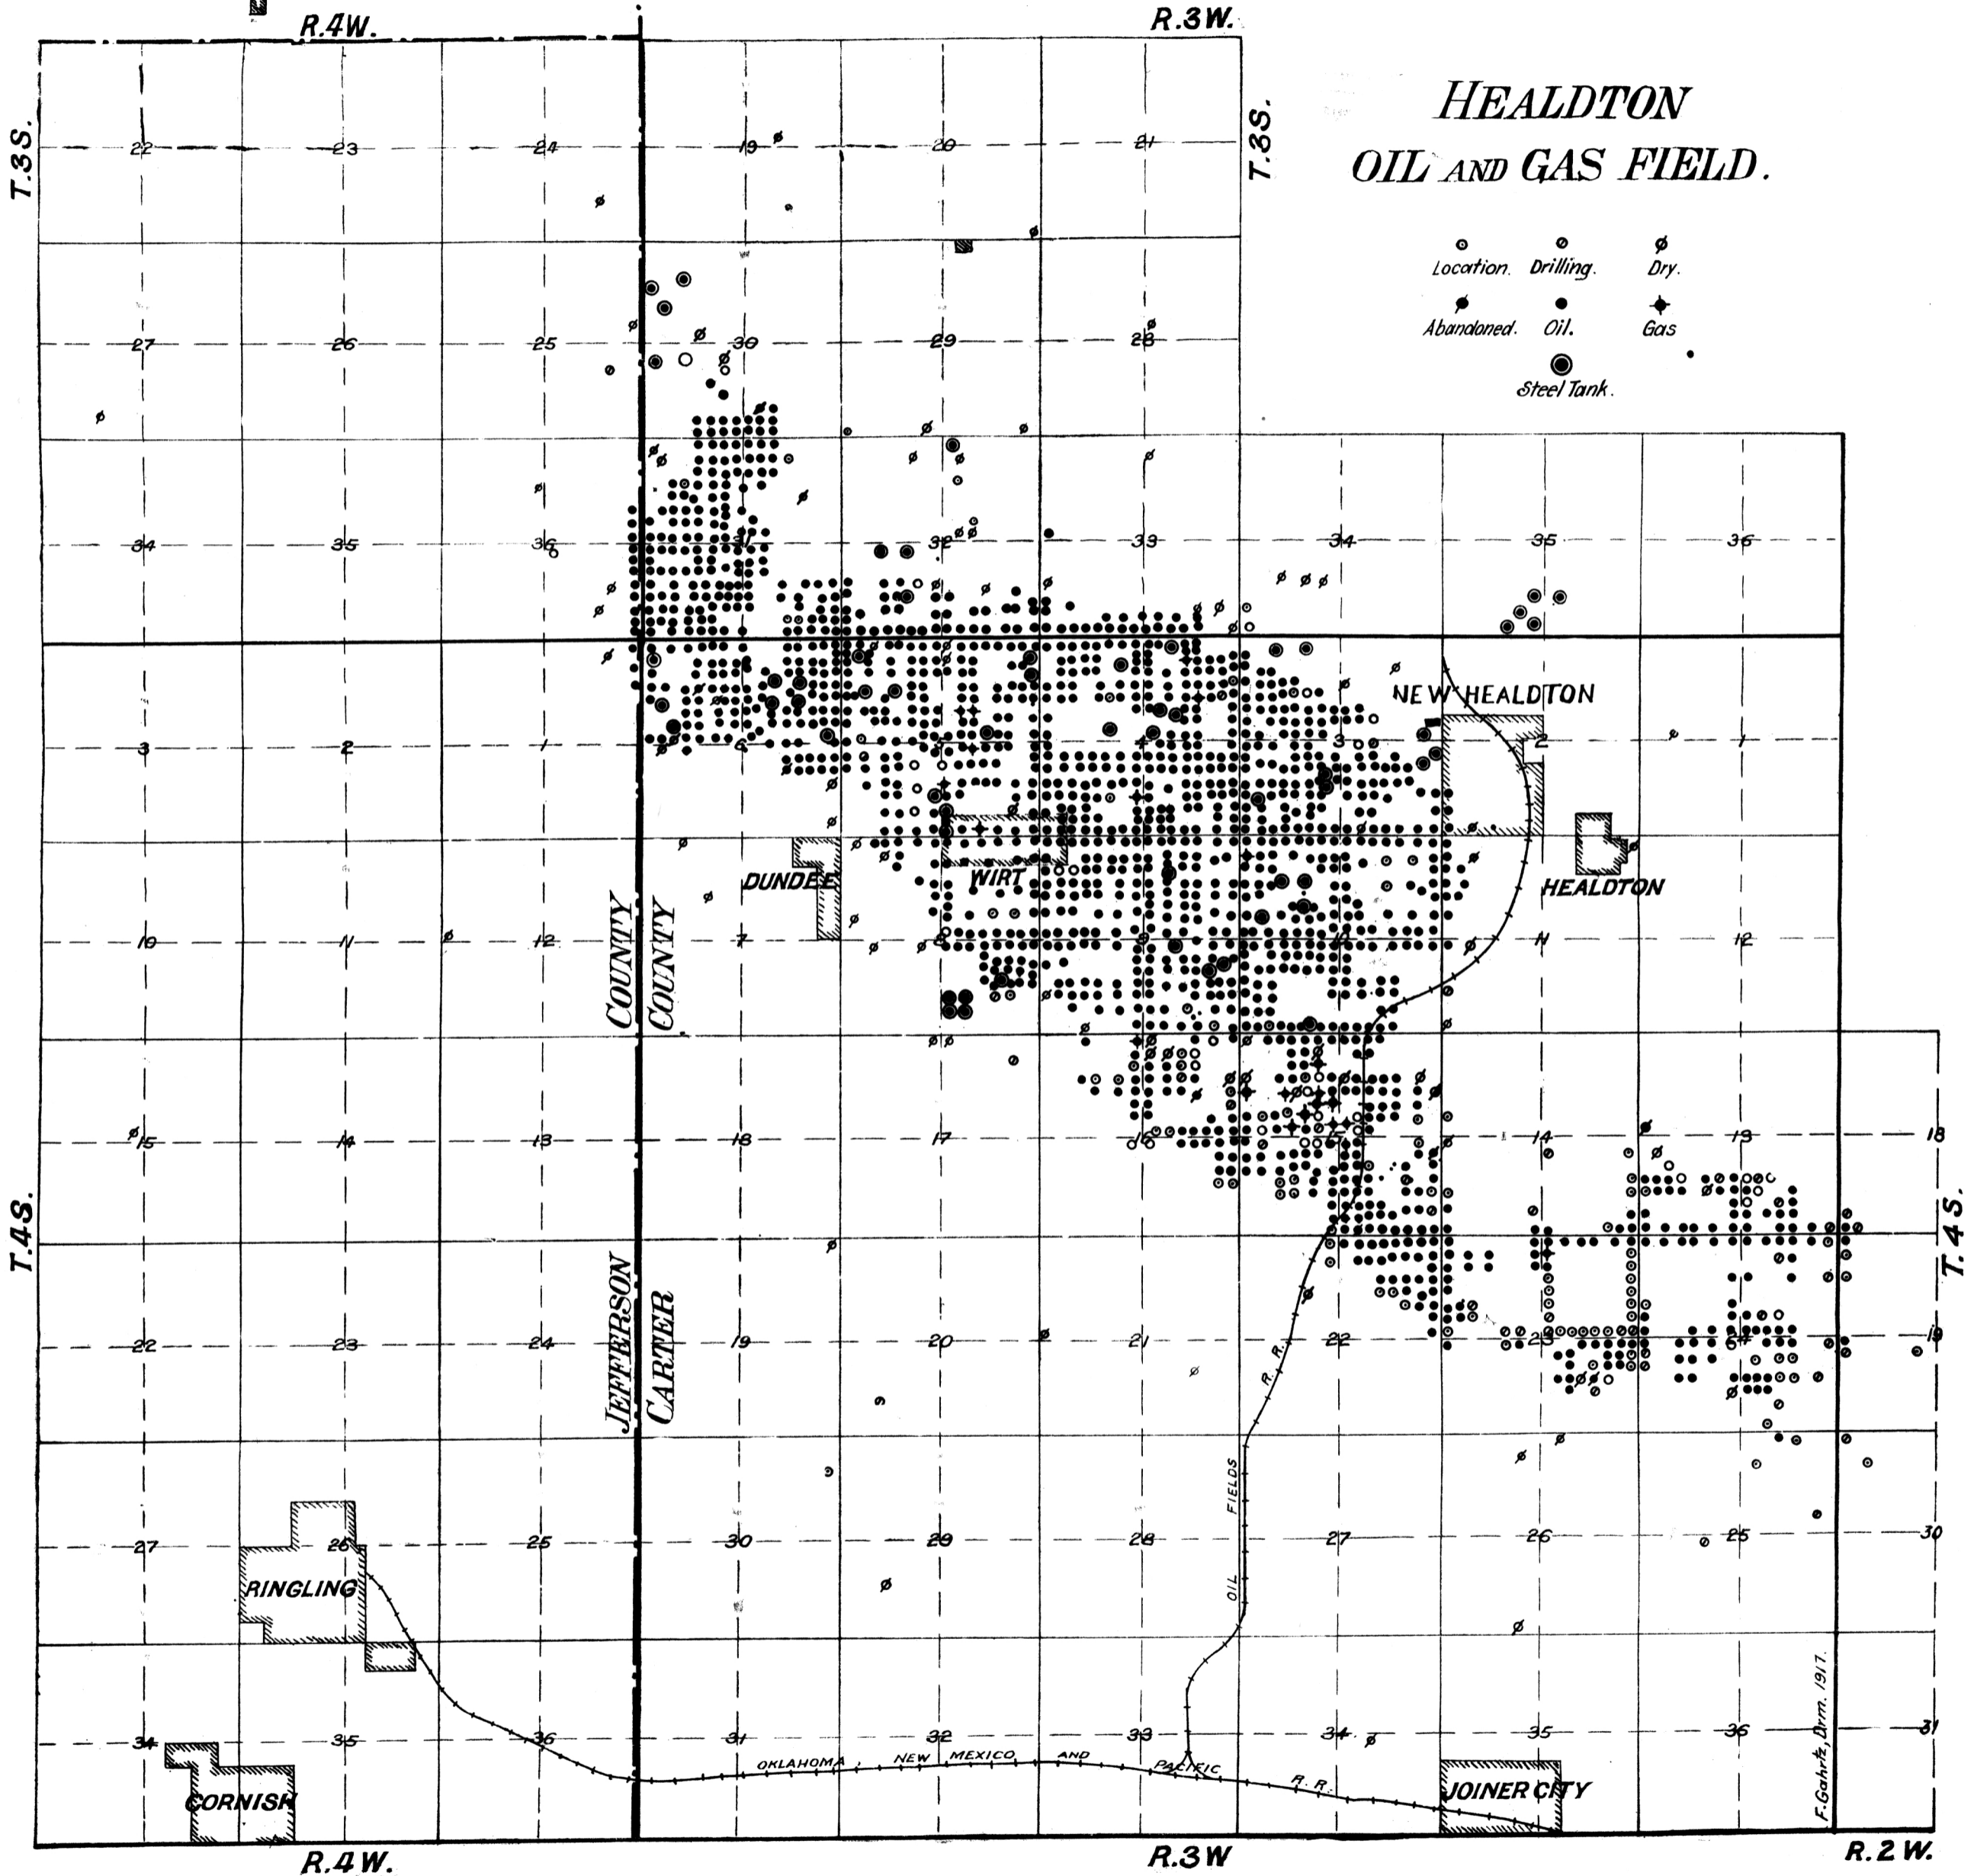 R.4W. R.3W.
T.3S. T.3S.
HEALDTON
OIL AND GAS FIELD.
22 23 24 19 20 21
Location. Drilling. Dry.
Abandoned. Oil. Gas
Steel Tank.
27 26 25 30 29 28
34 35 36 31 32 33 34 35 36
NEW HEALDTON
3 2 1 6 4 3 2 1
DUNDEE WIRT HEALDTON
10 11 12 7 8 9 10 11 12
COUNTY
COUNTY
15 14 13 18 17 16 15 14 13 18
T.4S. T.4S.
JEFFERSON
CARTER
22 23 24 19 20 21 22 23 24 19
R. R.
OIL FIELDS
27 26 25 30 29 28 27 26 25 30
RINGLING
34 35 36 31 32 33 34 35 36 31
OKLAHOMA, NEW MEXICO AND PACIFIC R.R.
CORNISH JOINER CITY
F. Gahrtz, Drm. 1917.
R.4W. R.3W R.2W.